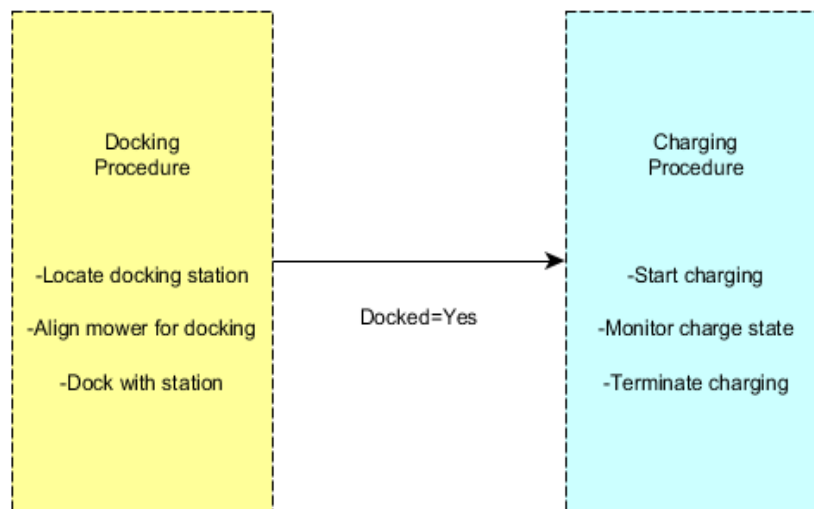 Docking
Procedure
-Locate docking station
-Align mower for docking
-Dock with station
Docked=Yes
Charging
Procedure
-Start charging
-Monitor charge state
-Terminate charging